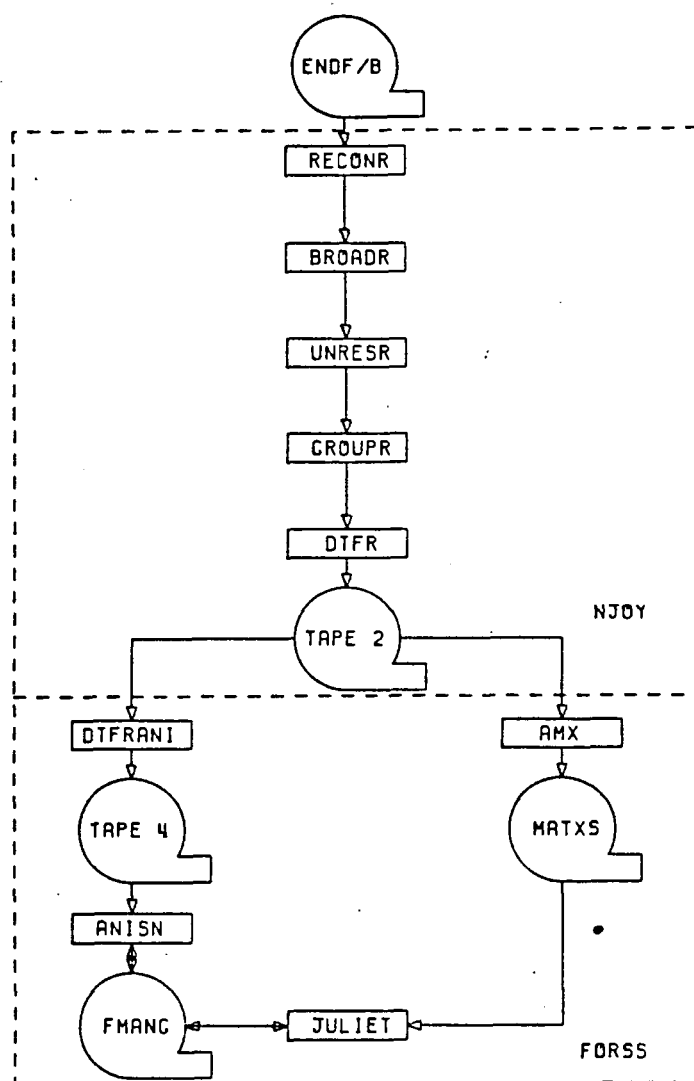 ENDF/B
RECONR
BROADR
UNRESR
GROUPR
DTFR
TAPE 2
NJOY
DTFRANI
AMX
TAPE 4
MATXS
ANISN
FMANG
JULIET
FORSS